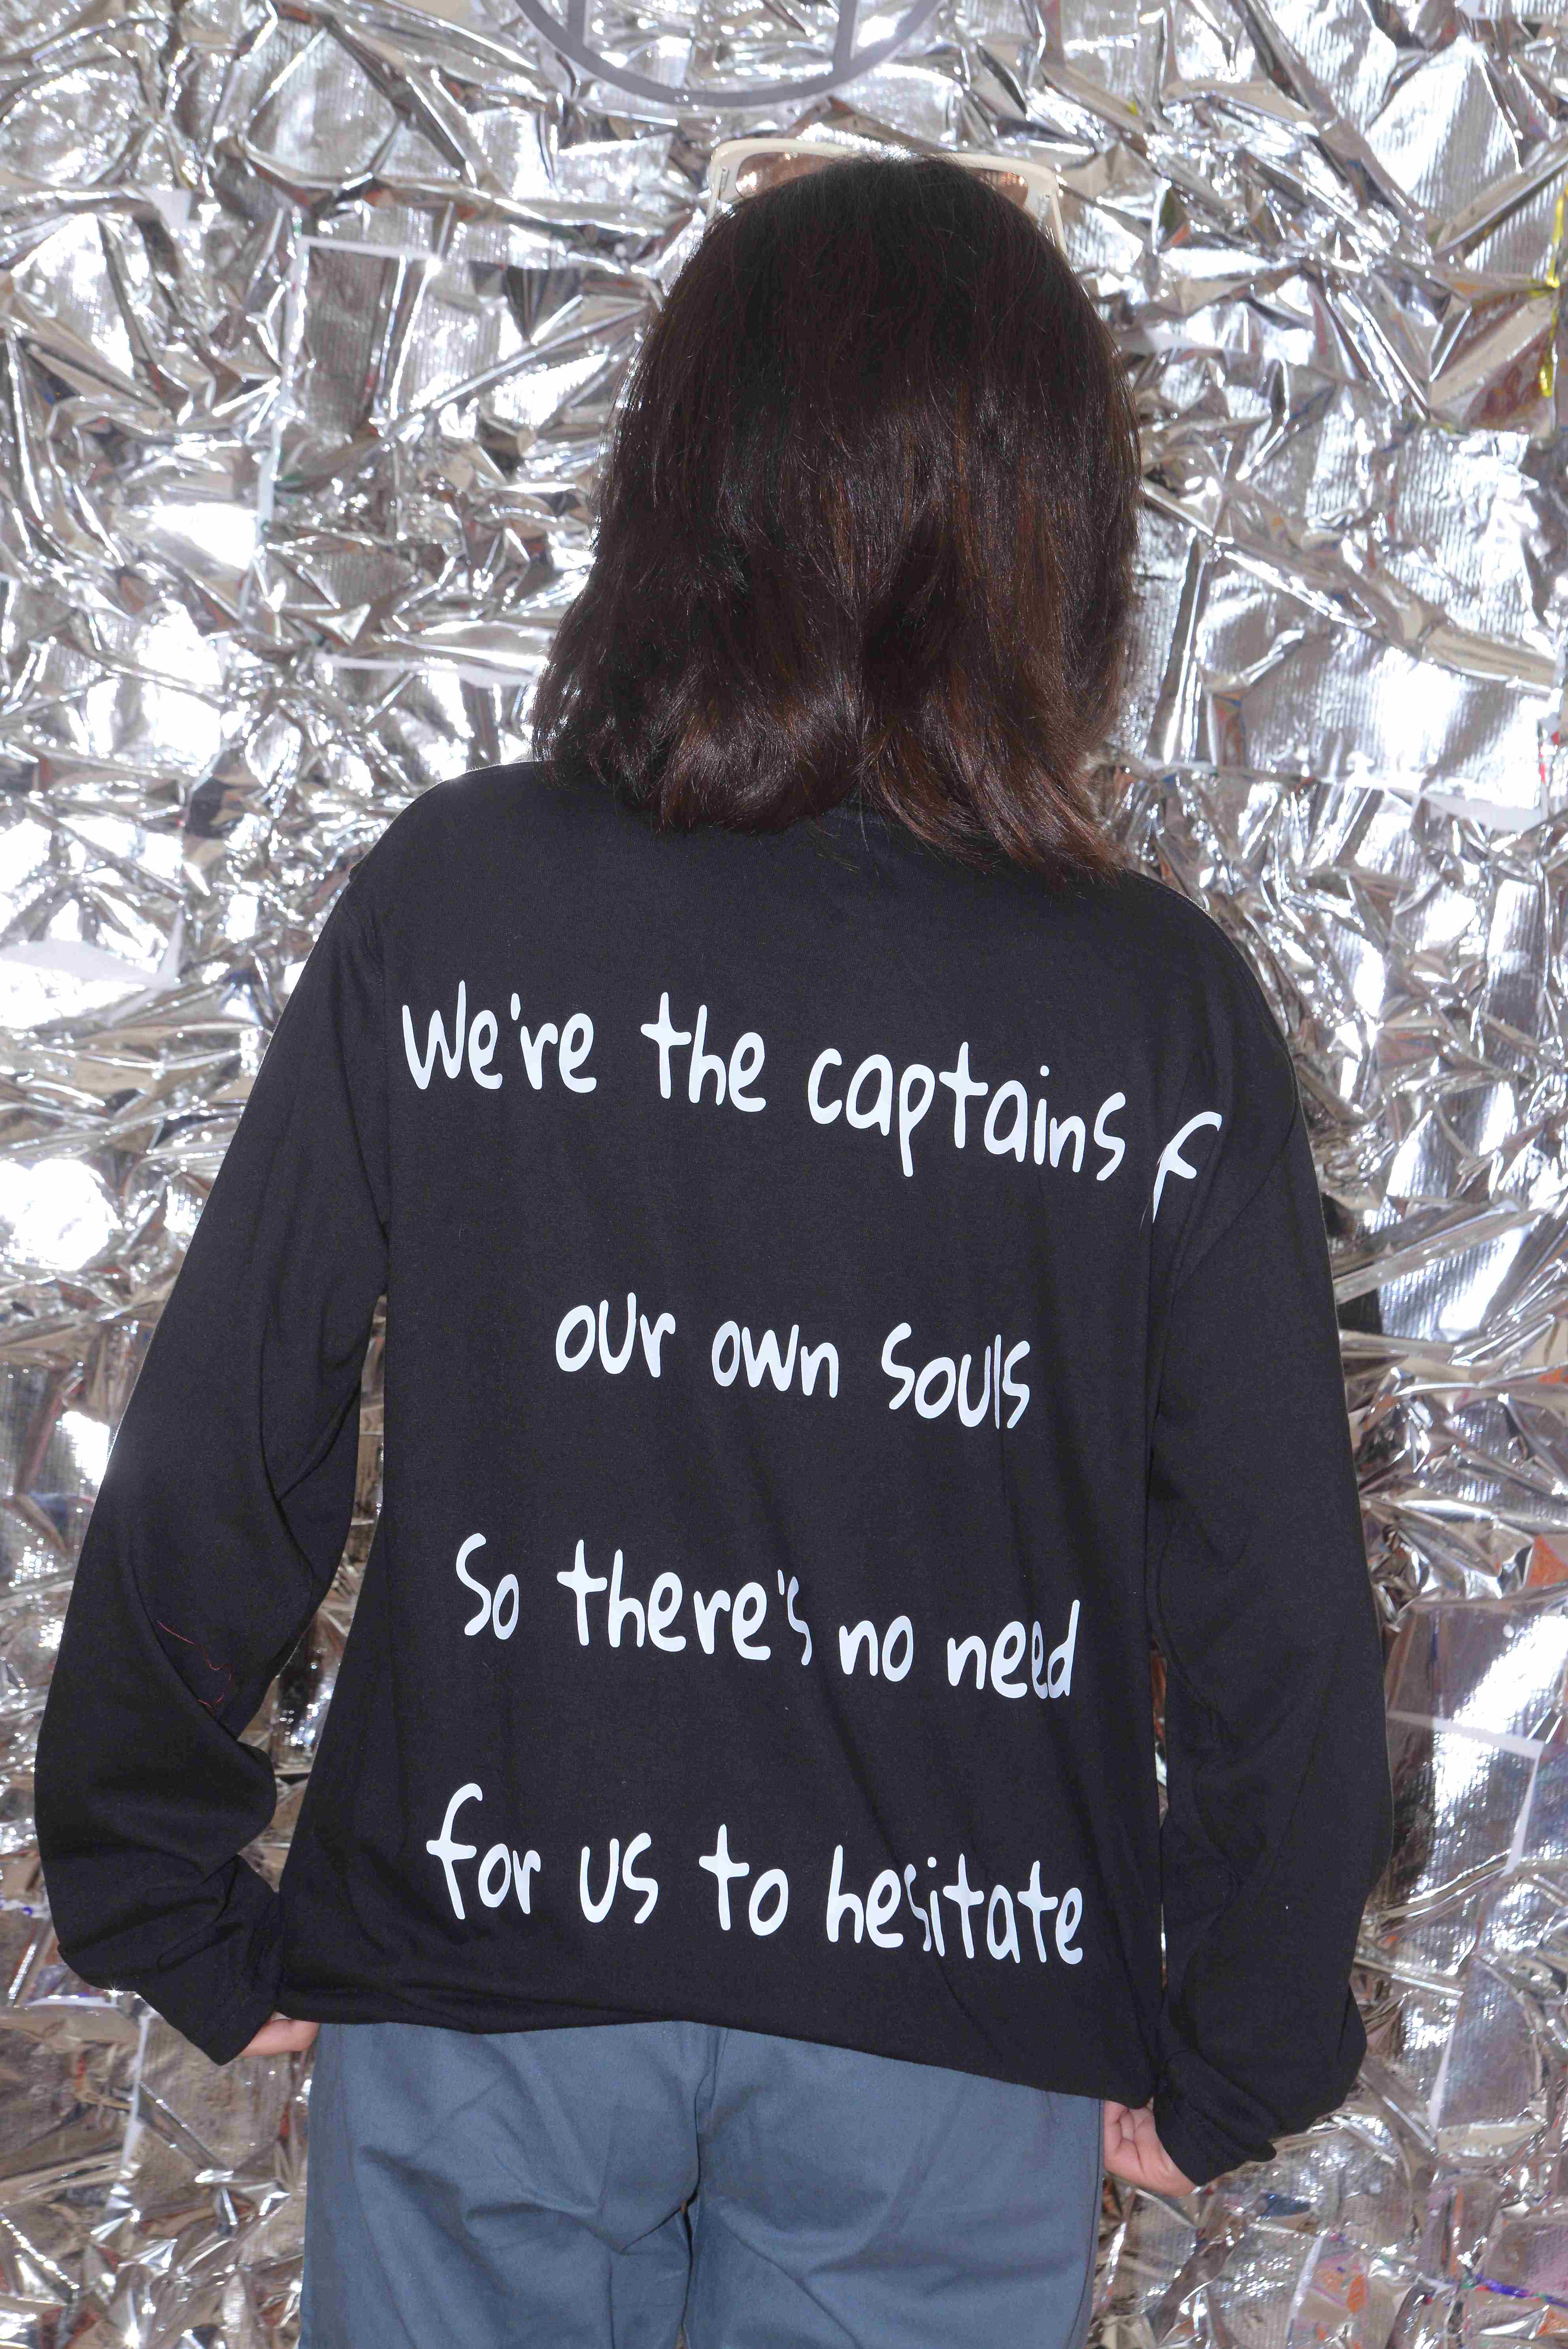 We're the captains f
our own souls
So there's no need
for us to hesitate